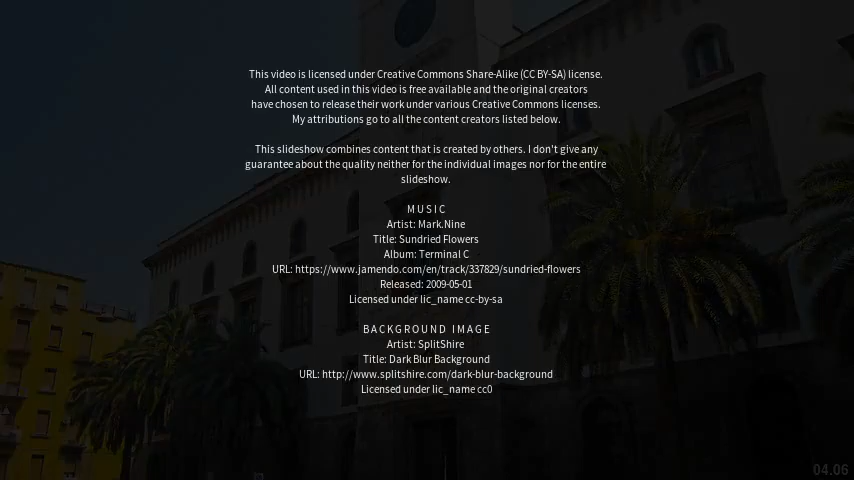 This video is licensed under Creative Commons Share-Alike (CC BY-SA) license.
All content used in this video is free available and the original creators
have chosen to release their work under various Creative Commons licenses.
My attributions go to all the content creators listed below.
This slideshow combines content that is created by others. I don't give any
guarantee about the quality neither for the individual images nor for the entire
slideshow.
MUSIC
Artist: Mark.Nine
Title: Sundried Flowers
Album: Terminal C
URL: https://www.jamendo.com/en/track/337829/sundried-flowers
Released: 2009-05-01
Licensed under lic_name cc-by-sa
BACKGROUND IMAGE
Artist: SplitShire
Title: Dark Blur Background
URL: http://www.splitshire.com/dark-blur-background
Licensed under lic_name cc0
04.06